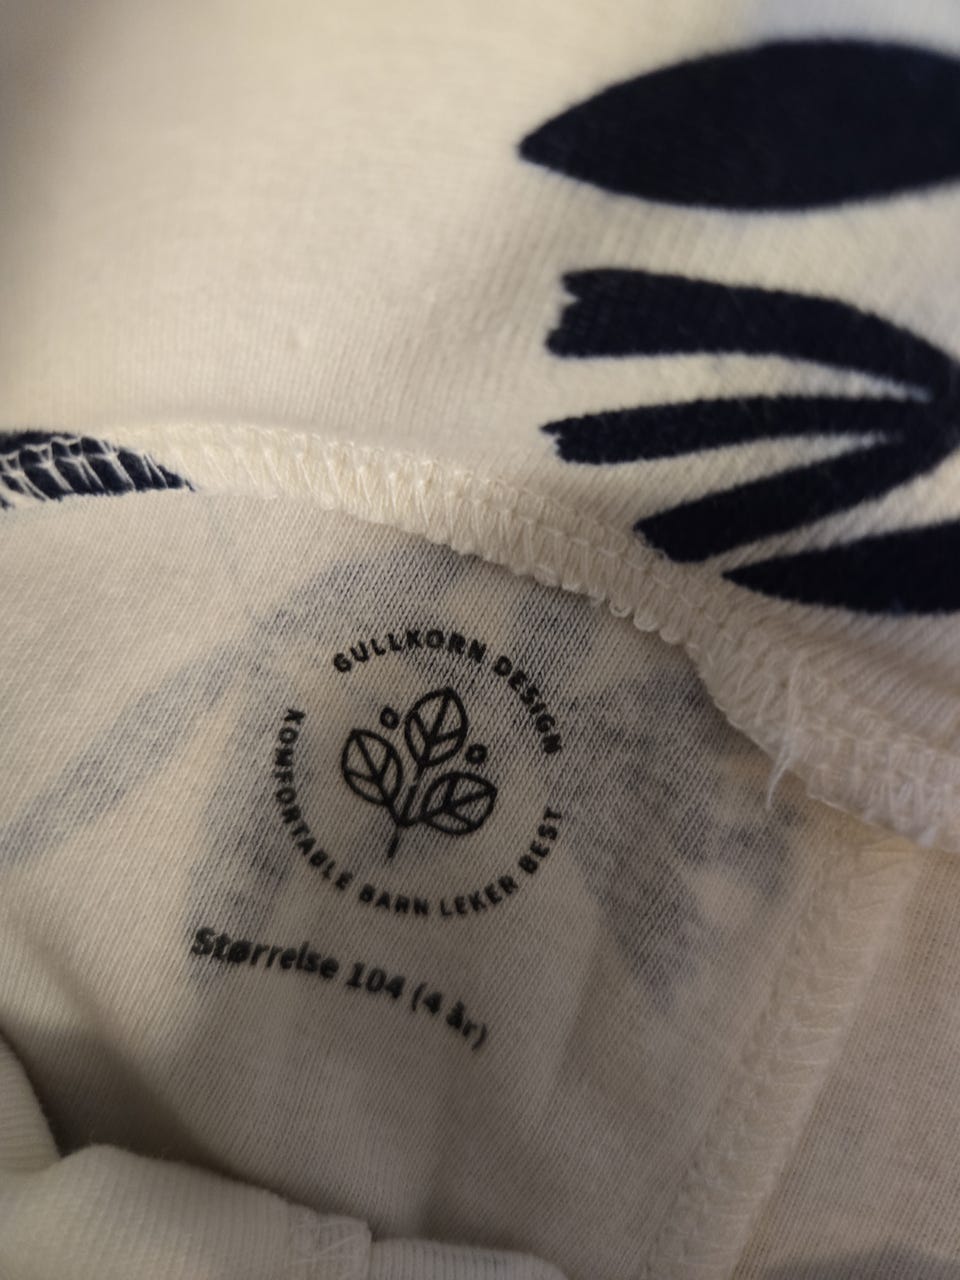 GULLKORN DESIGN
KOMFORTABLE BARN LEKER BEST
Størrelse 104 (4 år)